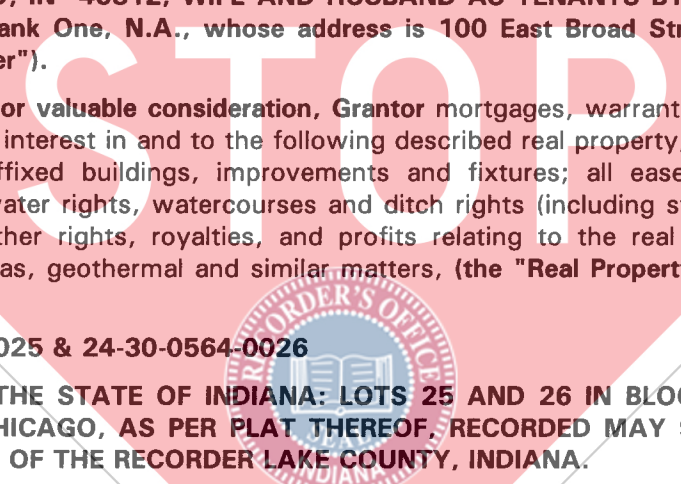 IN 46312, WIFE AND HUSBAND AS TENANTS BY
ank One, N.A., whose address is 100 East Broad Str
er").
STOP
or valuable consideration, Grantor mortgages, warrant
interest in and to the following described real property,
ffixed buildings, improvements and fixtures; all ease
vater rights, watercourses and ditch rights (including s
ther rights, royalties, and profits relating to the real
as, geothermal and similar matters, (the "Real Propert
025 & 24-30-0564-0026
THE STATE OF INDIANA: LOTS 25 AND 26 IN BLOC
HICAGO, AS PER PLAT THEREOF, RECORDED MAY
OF THE RECORDER LAKE COUNTY, INDIANA.
RECORDER'S OFFICE
SEAL
INDIANA